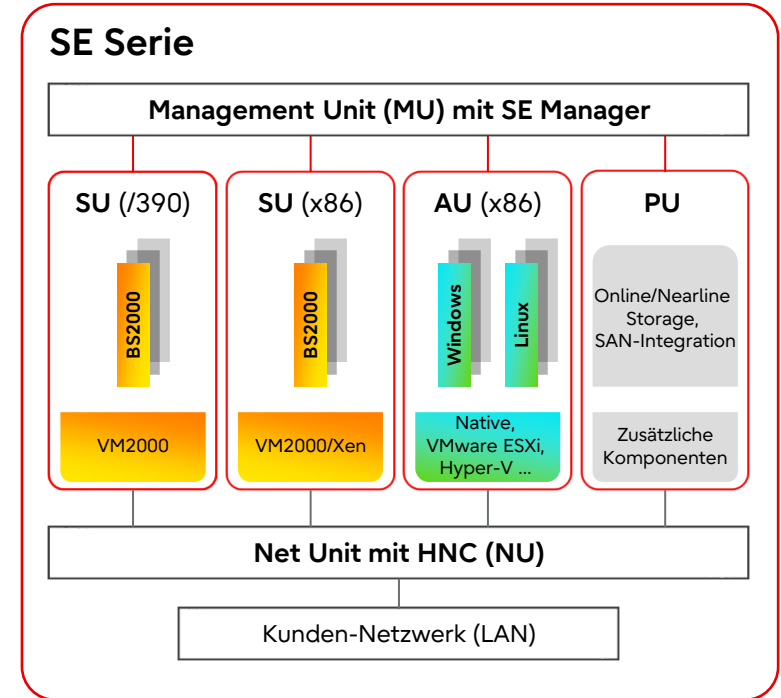 SE Serie
Management Unit (MU) mit SE Manager
SU (/390)
BS2000
VM2000
SU (x86)
BS2000
VM2000/Xen
AU (x86)
Windows
Linux
Native,
VMware ESXi,
Hyper-V ...
PU
Online/Nearline
Storage,
SAN-Integration
Zusätzliche
Komponenten
Net Unit mit HNC (NU)
Kunden-Netzwerk (LAN)